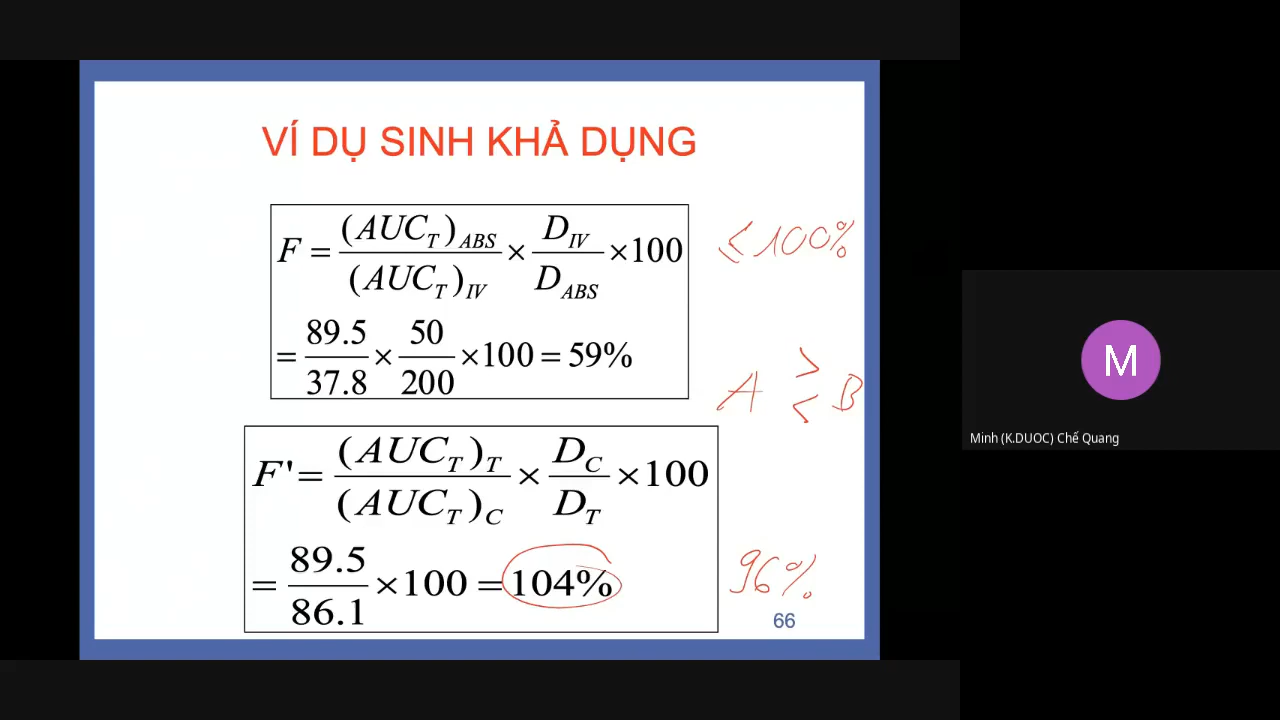 VÍ DỤ SINH KHẢ DỤNG
F = (AUC_T)_ABS / (AUC_T)_IV × D_IV / D_ABS × 100
≤ 100%
= 89.5 / 37.8 × 50 / 200 × 100 = 59%
A > < B
F' = (AUC_T)_T / (AUC_T)_C × D_C / D_T × 100
= 89.5 / 86.1 × 100 = 104%
96%
66
M
Minh (K.DUOC) Chế Quang